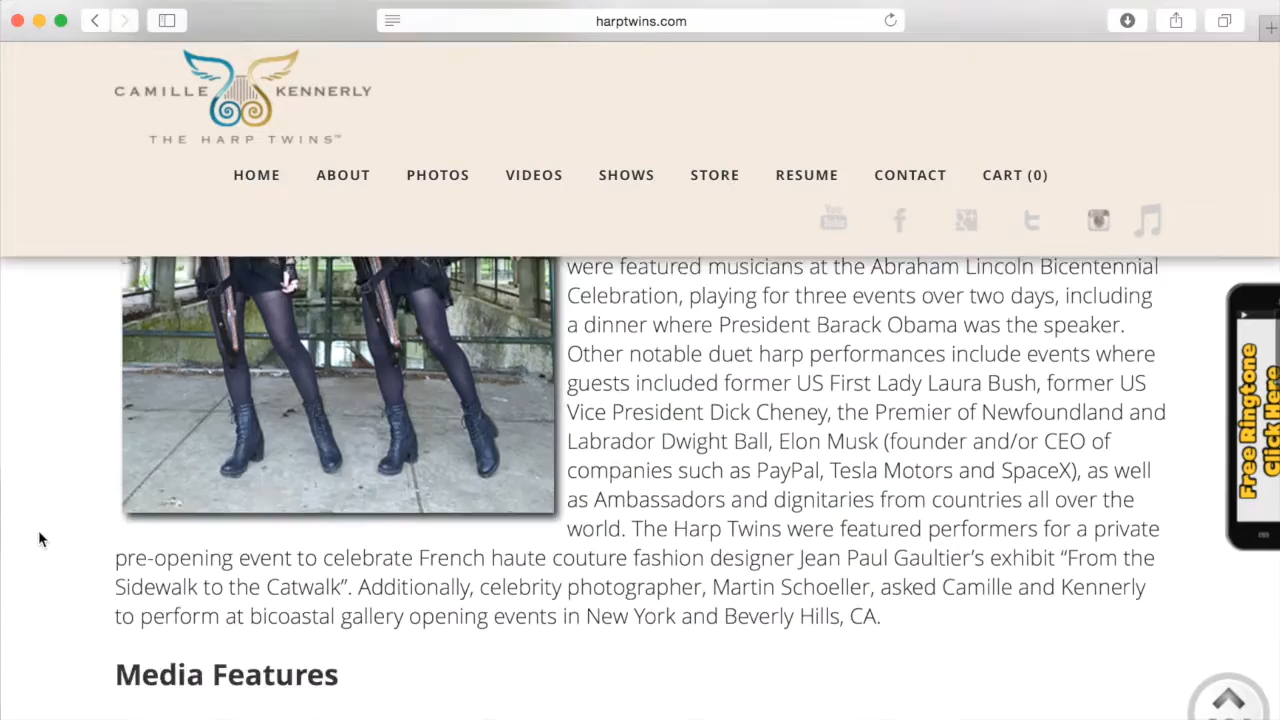 harptwins.com
CAMILLE KENNERLY
THE HARP TWINS™
HOME ABOUT PHOTOS VIDEOS SHOWS STORE RESUME CONTACT CART (0)
You Tube
were featured musicians at the Abraham Lincoln Bicentennial
Celebration, playing for three events over two days, including
a dinner where President Barack Obama was the speaker.
Other notable duet harp performances include events where
guests included former US First Lady Laura Bush, former US
Vice President Dick Cheney, the Premier of Newfoundland and
Labrador Dwight Ball, Elon Musk (founder and/or CEO of
companies such as PayPal, Tesla Motors and SpaceX), as well
as Ambassadors and dignitaries from countries all over the
world. The Harp Twins were featured performers for a private
pre-opening event to celebrate French haute couture fashion designer Jean Paul Gaultier’s exhibit “From the
Sidewalk to the Catwalk”. Additionally, celebrity photographer, Martin Schoeller, asked Camille and Kennerly
to perform at bicoastal gallery opening events in New York and Beverly Hills, CA.
Media Features
Free Ringtone
Click Here